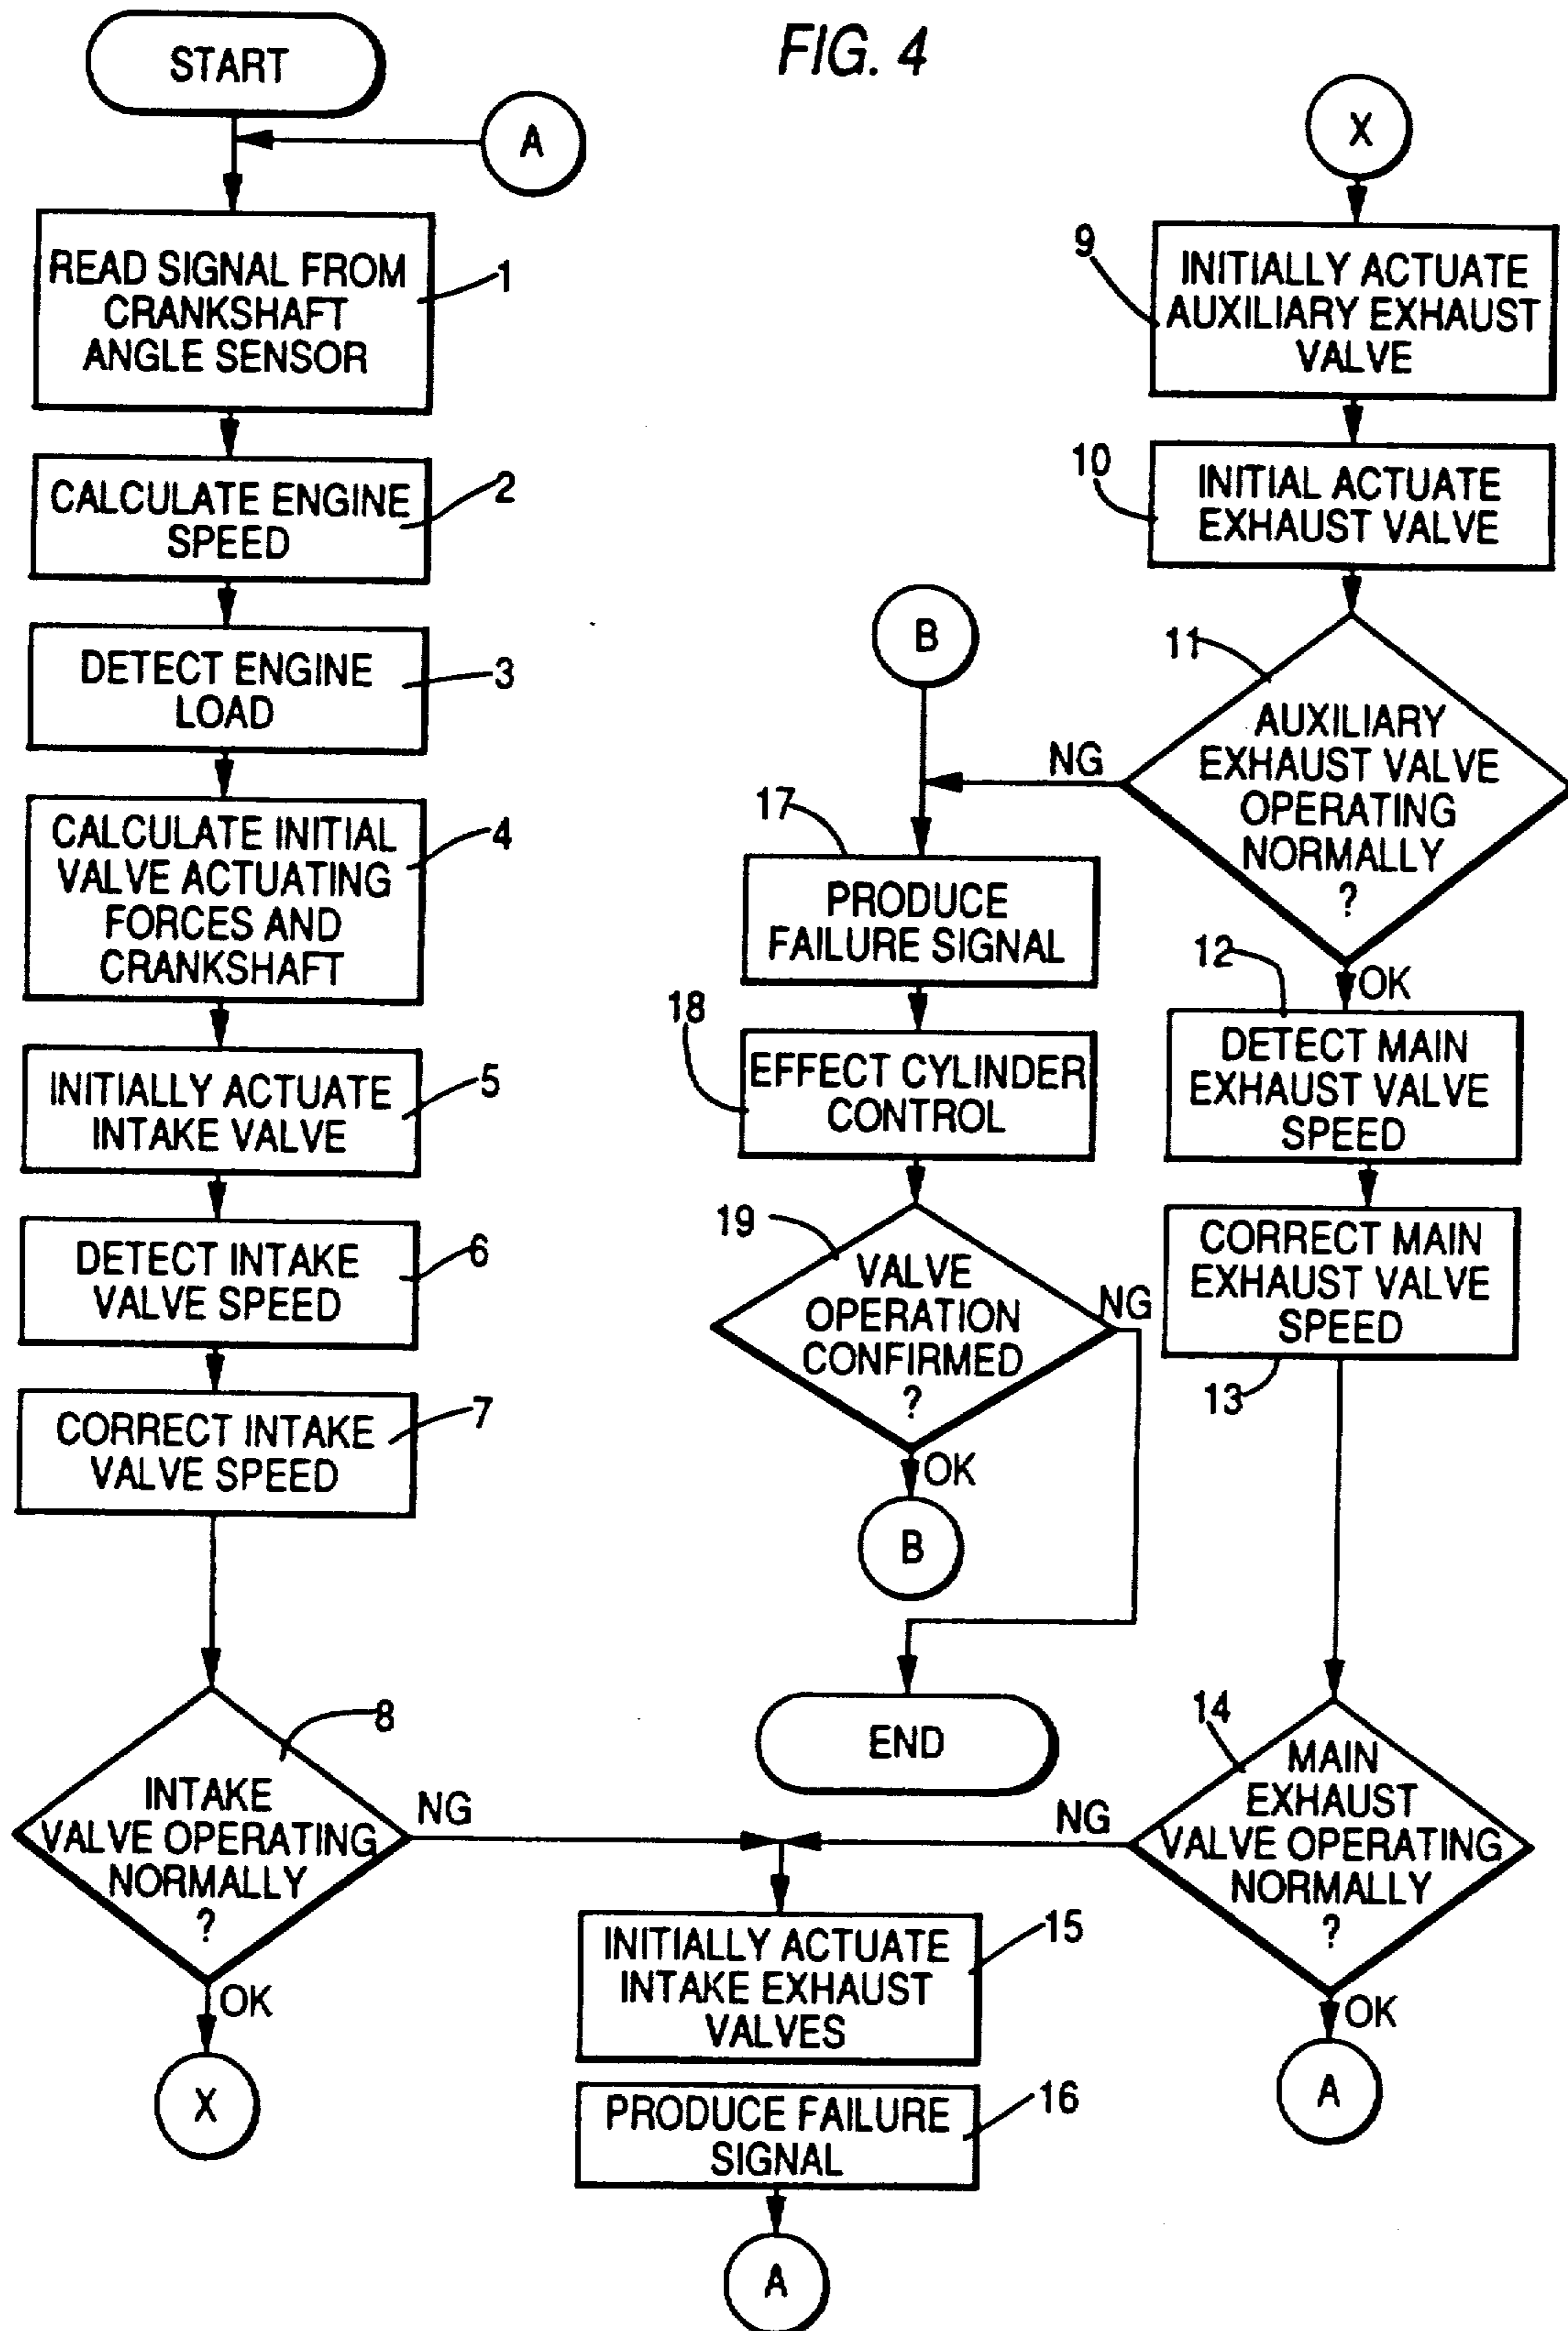 FIG. 4
START
A
READ SIGNAL FROM
CRANKSHAFT
ANGLE SENSOR
1
CALCULATE ENGINE
SPEED
2
DETECT ENGINE
LOAD
3
CALCULATE INITIAL
VALVE ACTUATING
FORCES AND
CRANKSHAFT
4
INITIALLY ACTUATE
INTAKE VALVE
5
DETECT INTAKE
VALVE SPEED
6
CORRECT INTAKE
VALVE SPEED
7
8
INTAKE
VALVE OPERATING
NORMALLY
?
NG
OK
X
X
9
INITIALLY ACTUATE
AUXILIARY EXHAUST
VALVE
10
INITIAL ACTUATE
EXHAUST VALVE
11
AUXILIARY
EXHAUST VALVE
OPERATING
NORMALLY
?
NG
OK
12
DETECT MAIN
EXHAUST VALVE
SPEED
CORRECT MAIN
EXHAUST VALVE
SPEED
13
14
MAIN
EXHAUST
VALVE OPERATING
NORMALLY
?
NG
OK
A
B
17
PRODUCE
FAILURE SIGNAL
18
EFFECT CYLINDER
CONTROL
19
VALVE
OPERATION
CONFIRMED
?
NG
OK
B
END
INITIALLY ACTUATE
INTAKE EXHAUST
VALVES
15
PRODUCE FAILURE
SIGNAL
16
A